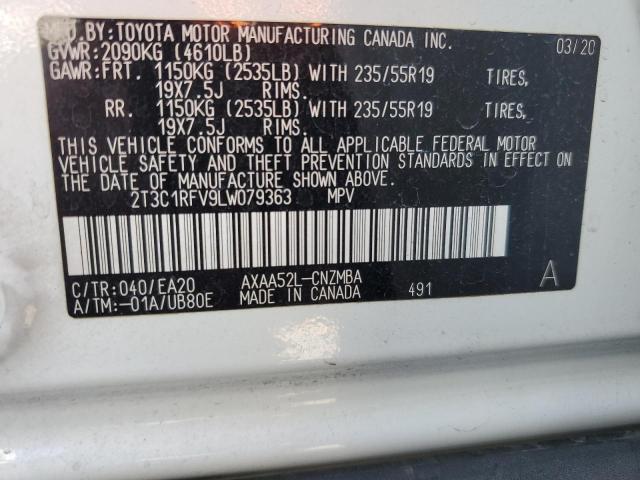 MFD.BY:TOYOTA MOTOR MANUFACTURING CANADA INC. 03/20
GVWR:2090KG (4610LB)
GAWR:FRT. 1150KG (2535LB) WITH 235/55R19 TIRES,
19X7.5J RIMS.
RR. 1150KG (2535LB) WITH 235/55R19 TIRES,
19X7.5J RIMS.
THIS VEHICLE CONFORMS TO ALL APPLICABLE FEDERAL MOTOR
VEHICLE SAFETY AND THEFT PREVENTION STANDARDS IN EFFECT ON
THE DATE OF MANUFACTURE SHOWN ABOVE.
2T3C1RFV9LW079363 MPV
C/TR:040/EA20 AXAA52L-CNZMBA A
A/TM:-01A/UB80E MADE IN CANADA 491